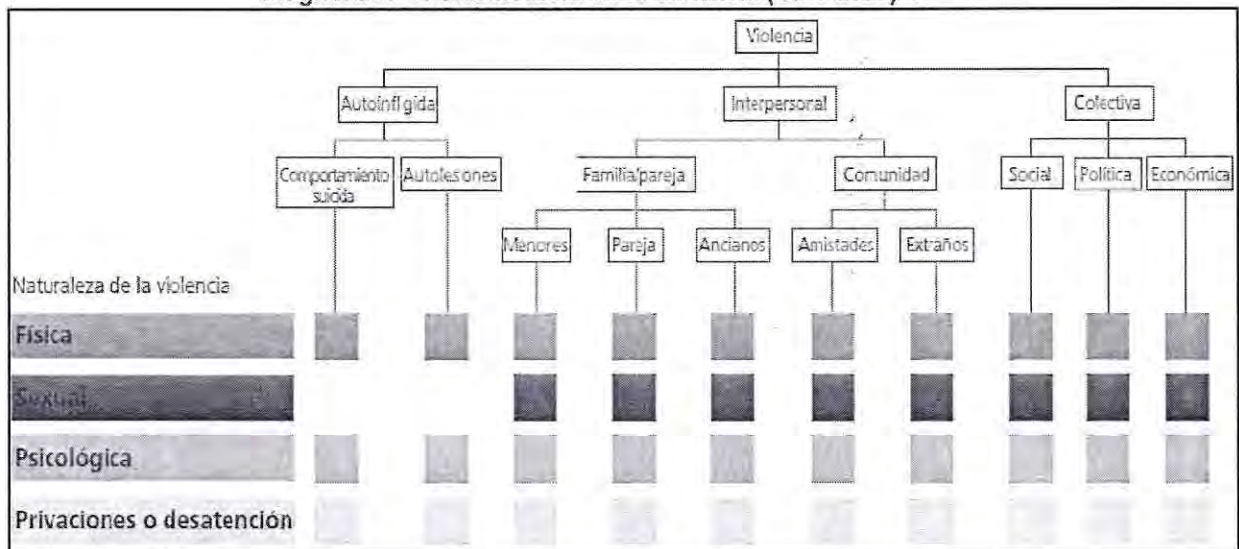 Violencia
Autoinfligida Interpersonal Colectiva
Comportamiento suicida Autolesiones Familia/pareja Comunidad Social Política Económica
Menores Pareja Ancianos Amistades Extraños
Naturaleza de la violencia
Física
Sexual
Psicológica
Privaciones o desatención